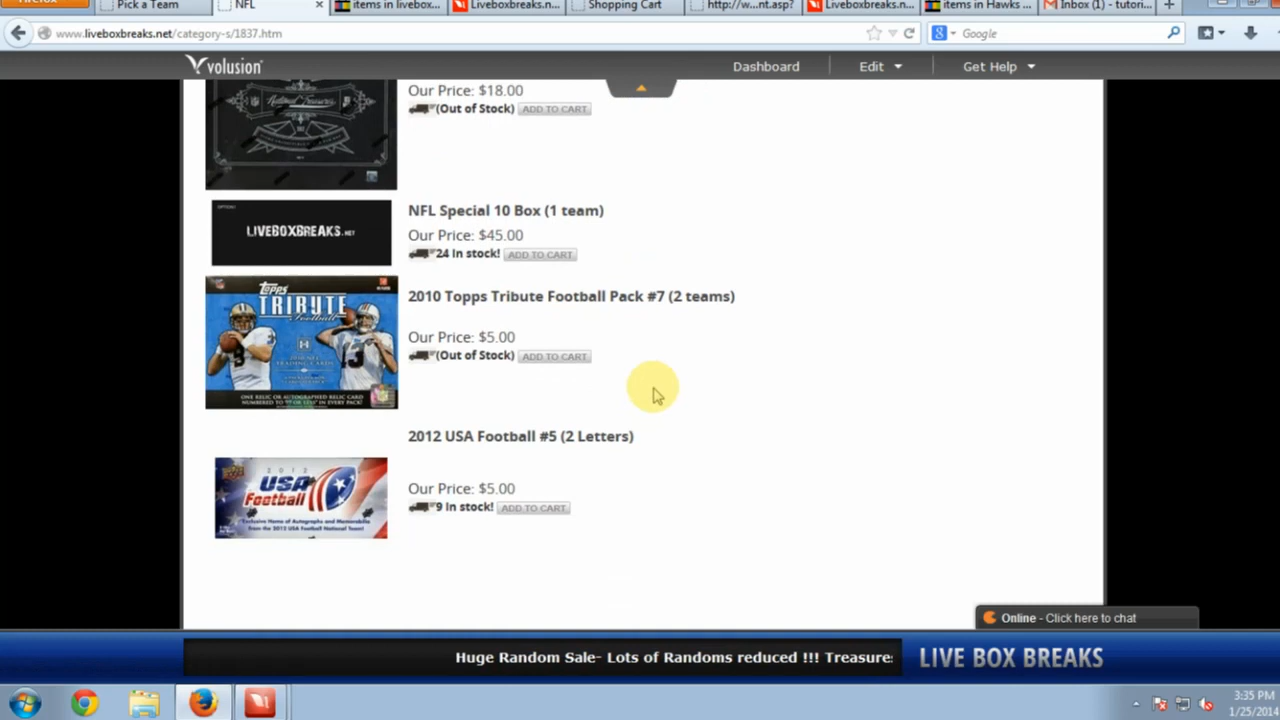 Firefox
Pick a Team
NFL
items in livebox...
Liveboxbreaks.n...
Shopping Cart
http://w...nt.asp?
Liveboxbreaks.n...
items in Hawks ...
Inbox (1) - tutori...
www.liveboxbreaks.net/category-s/1837.htm
Google
volusion
Dashboard
Edit
Get Help
National Treasures
Our Price: $18.00
(Out of Stock) ADD TO CART
NFL Special 10 Box (1 team)
LIVEBOXBREAKS.NET
Our Price: $45.00
24 In stock! ADD TO CART
Topps
TRIBUTE
Football
2010 Topps Tribute Football Pack #7 (2 teams)
Our Price: $5.00
(Out of Stock) ADD TO CART
2012 USA Football #5 (2 Letters)
2012
USA
Football
Our Price: $5.00
9 In stock! ADD TO CART
Online - Click here to chat
Huge Random Sale- Lots of Randoms reduced !!! Treasure
LIVE BOX BREAKS
3:35 PM
1/25/2014